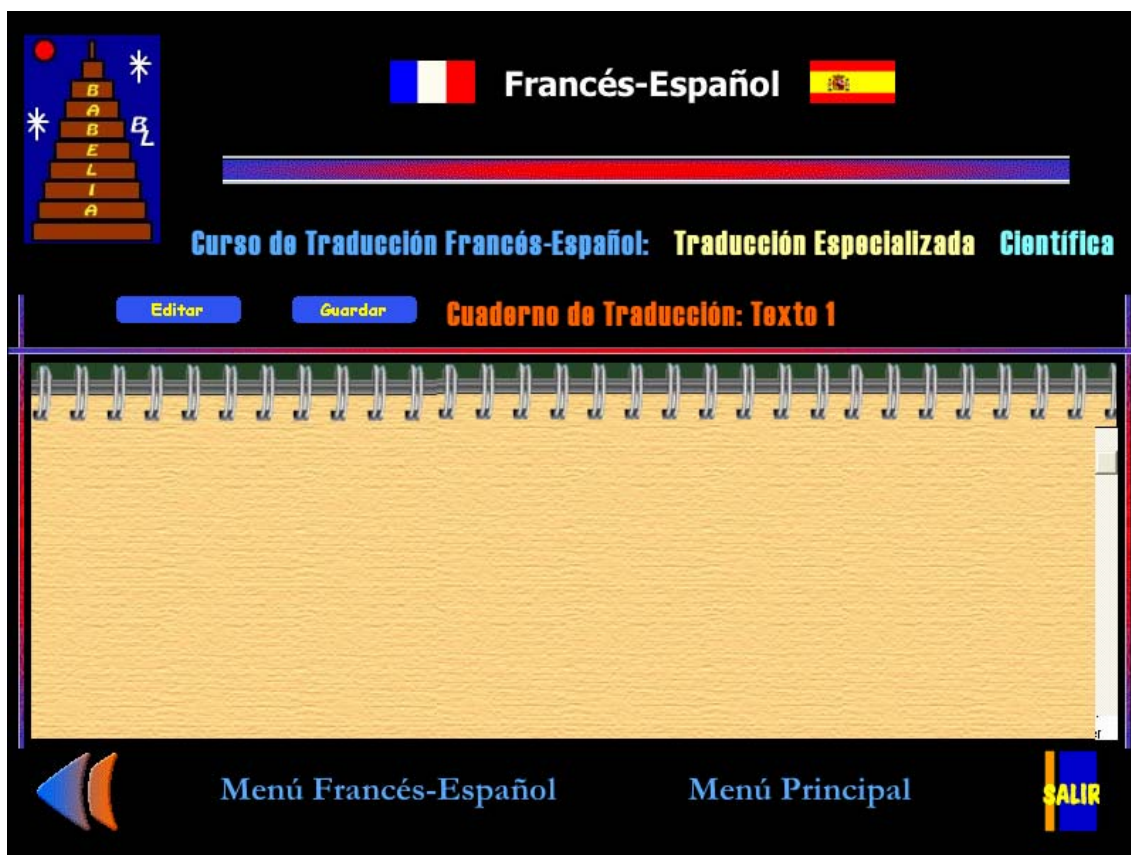 BABELIA
BL
Francés-Español
Curso de Traducción Francés-Español: Traducción Especializada Científica
Editar Guardar Cuaderno de Traducción: Texto 1
Menú Francés-Español Menú Principal SALIR